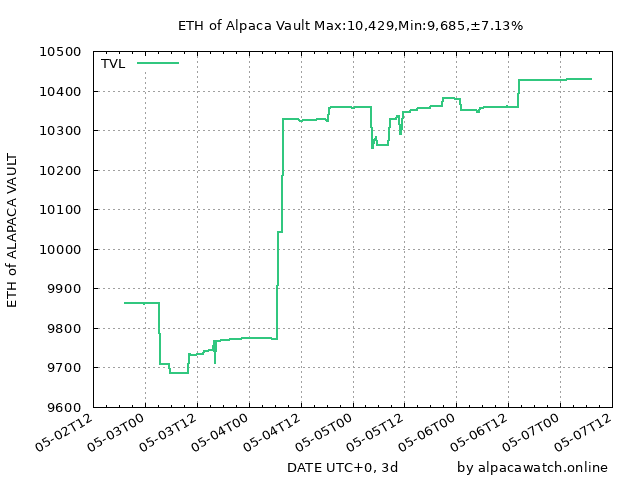 ETH of Alpaca Vault Max:10,429,Min:9,685,±7.13%
TVL
10500
10400
10300
10200
10100
10000
9900
9800
9700
9600
ETH of ALAPACA VAULT
05-02T12
05-03T00
05-03T12
05-04T00
05-04T12
05-05T00
05-05T12
05-06T00
05-06T12
05-07T00
05-07T12
DATE UTC+0, 3d
by alpacawatch.online